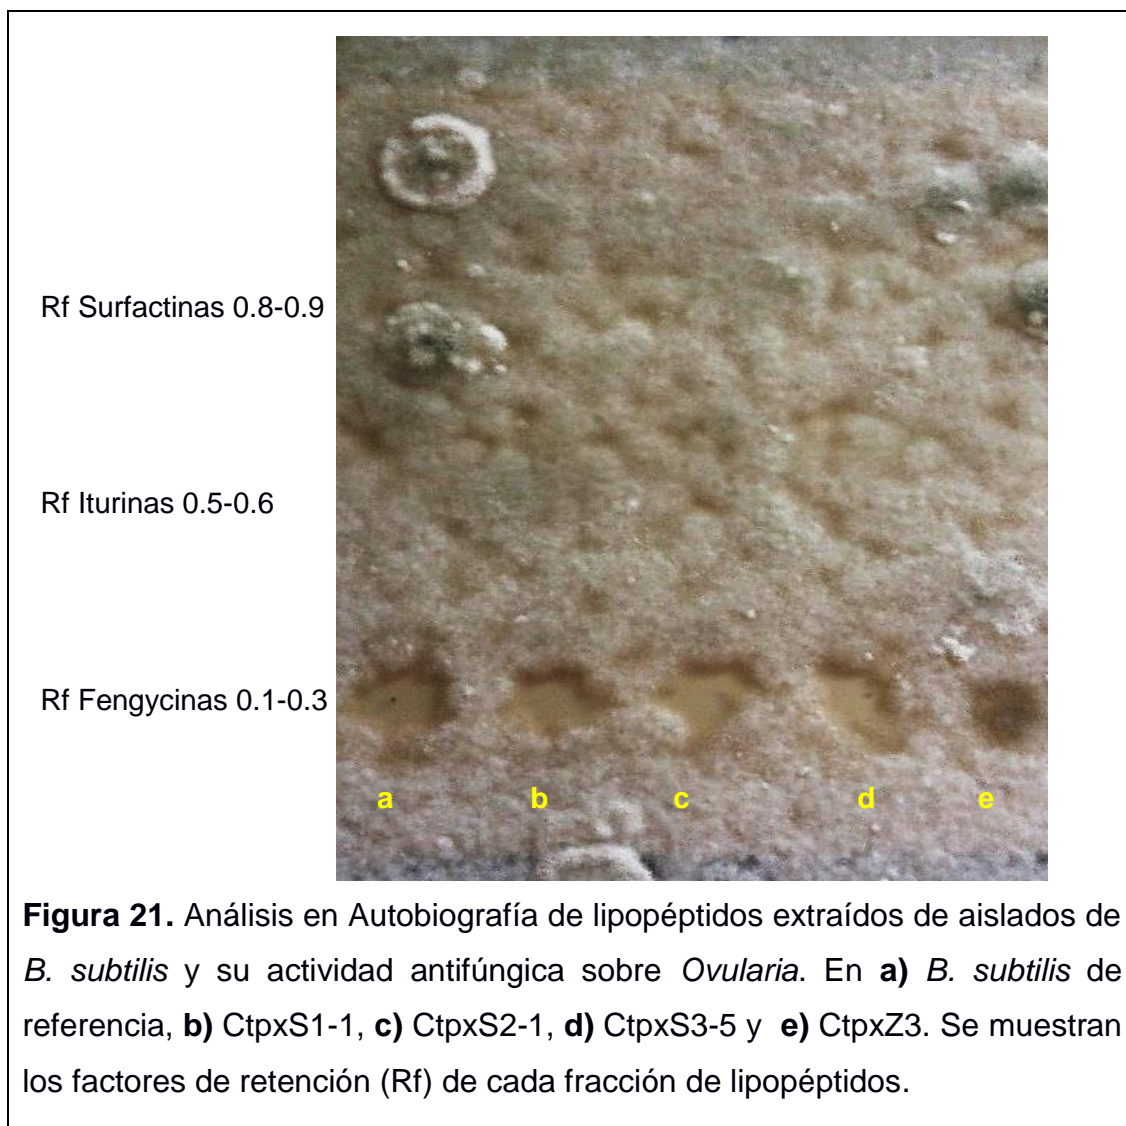 Rf Surfactinas 0.8-0.9
Rf Iturinas 0.5-0.6
Rf Fengycinas 0.1-0.3
a b c d e
Figura 21. Análisis en Autobiografía de lipopéptidos extraídos de aislados de
B. subtilis y su actividad antifúngica sobre Ovularia. En a) B. subtilis de
referencia, b) CtpxS1-1, c) CtpxS2-1, d) CtpxS3-5 y e) CtpxZ3. Se muestran
los factores de retención (Rf) de cada fracción de lipopéptidos.